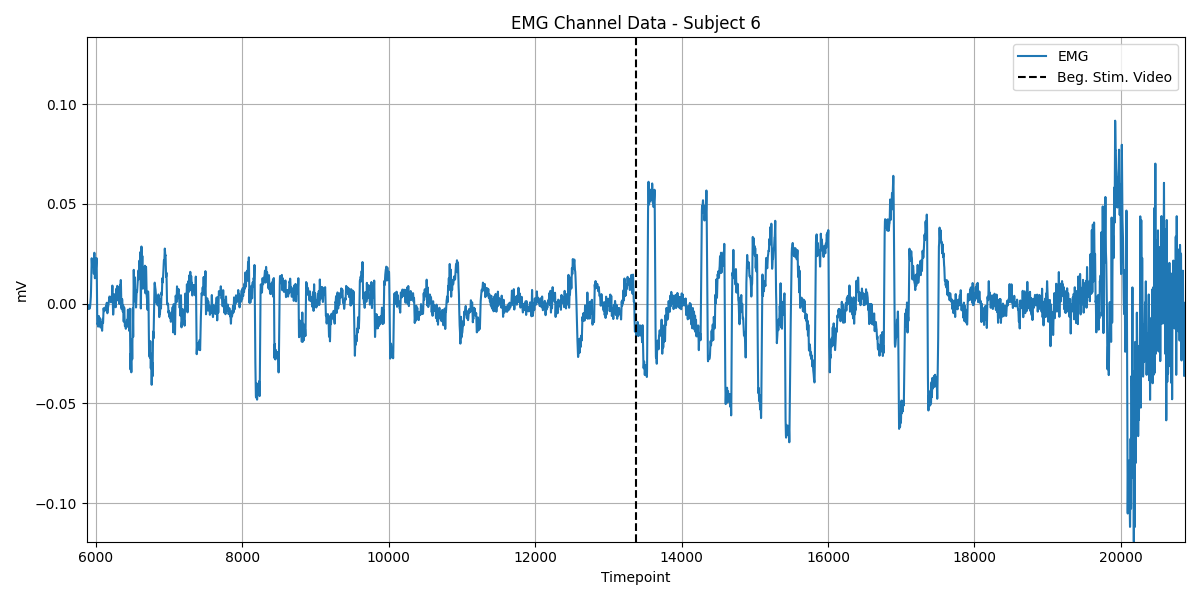 EMG Channel Data - Subject 6
EMG
Beg. Stim. Video
mV
0.10
0.05
0.00
−0.05
−0.10
6000 8000 10000 12000 14000 16000 18000 20000
Timepoint